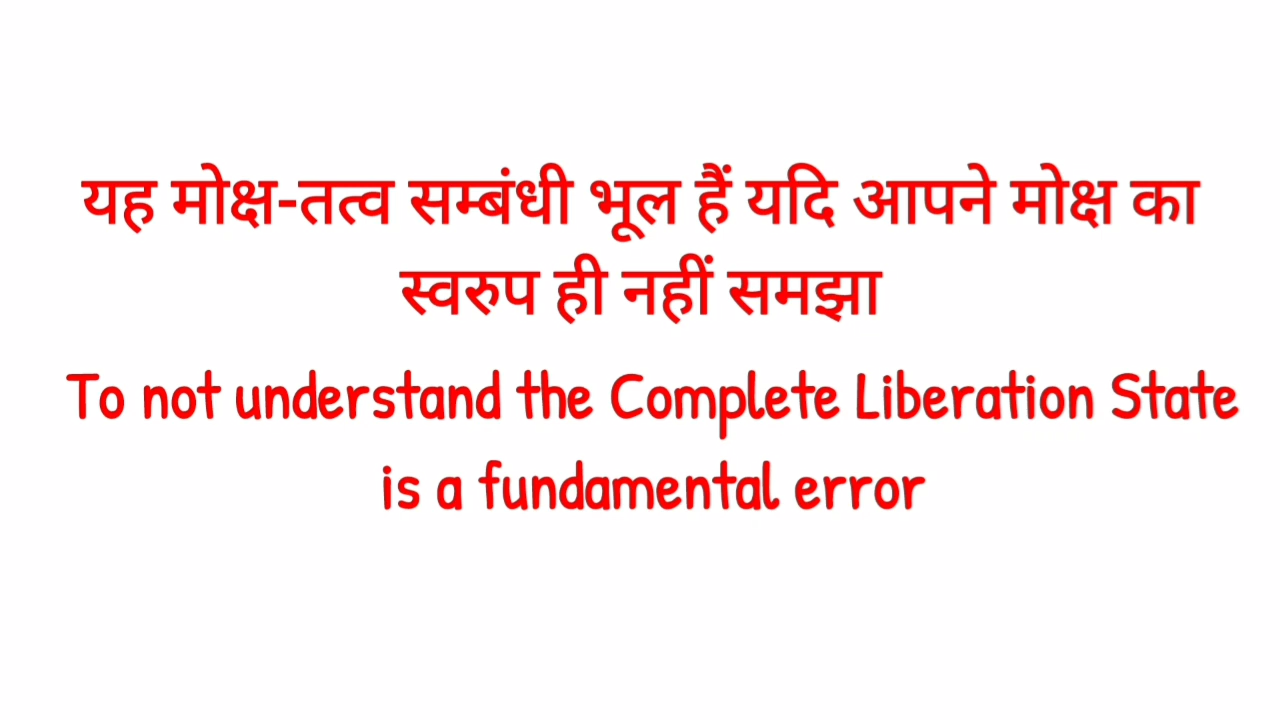 यह मोक्ष-तत्व सम्बंधी भूल हैं यदि आपने मोक्ष का
स्वरुप ही नहीं समझा
To not understand the Complete Liberation State
is a fundamental error